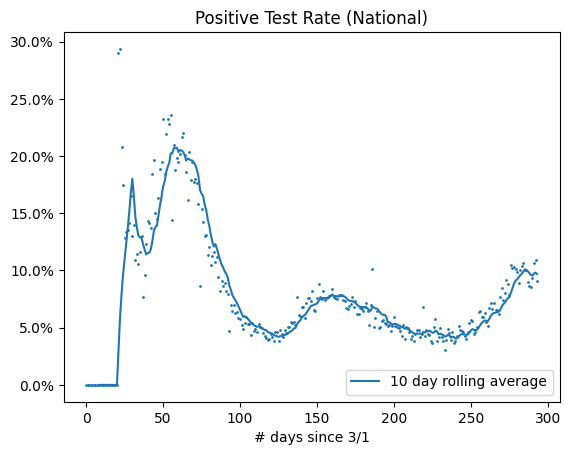 Positive Test Rate (National)
30.0%
25.0%
20.0%
15.0%
10.0%
5.0%
0.0%
10 day rolling average
0 50 100 150 200 250 300
# days since 3/1